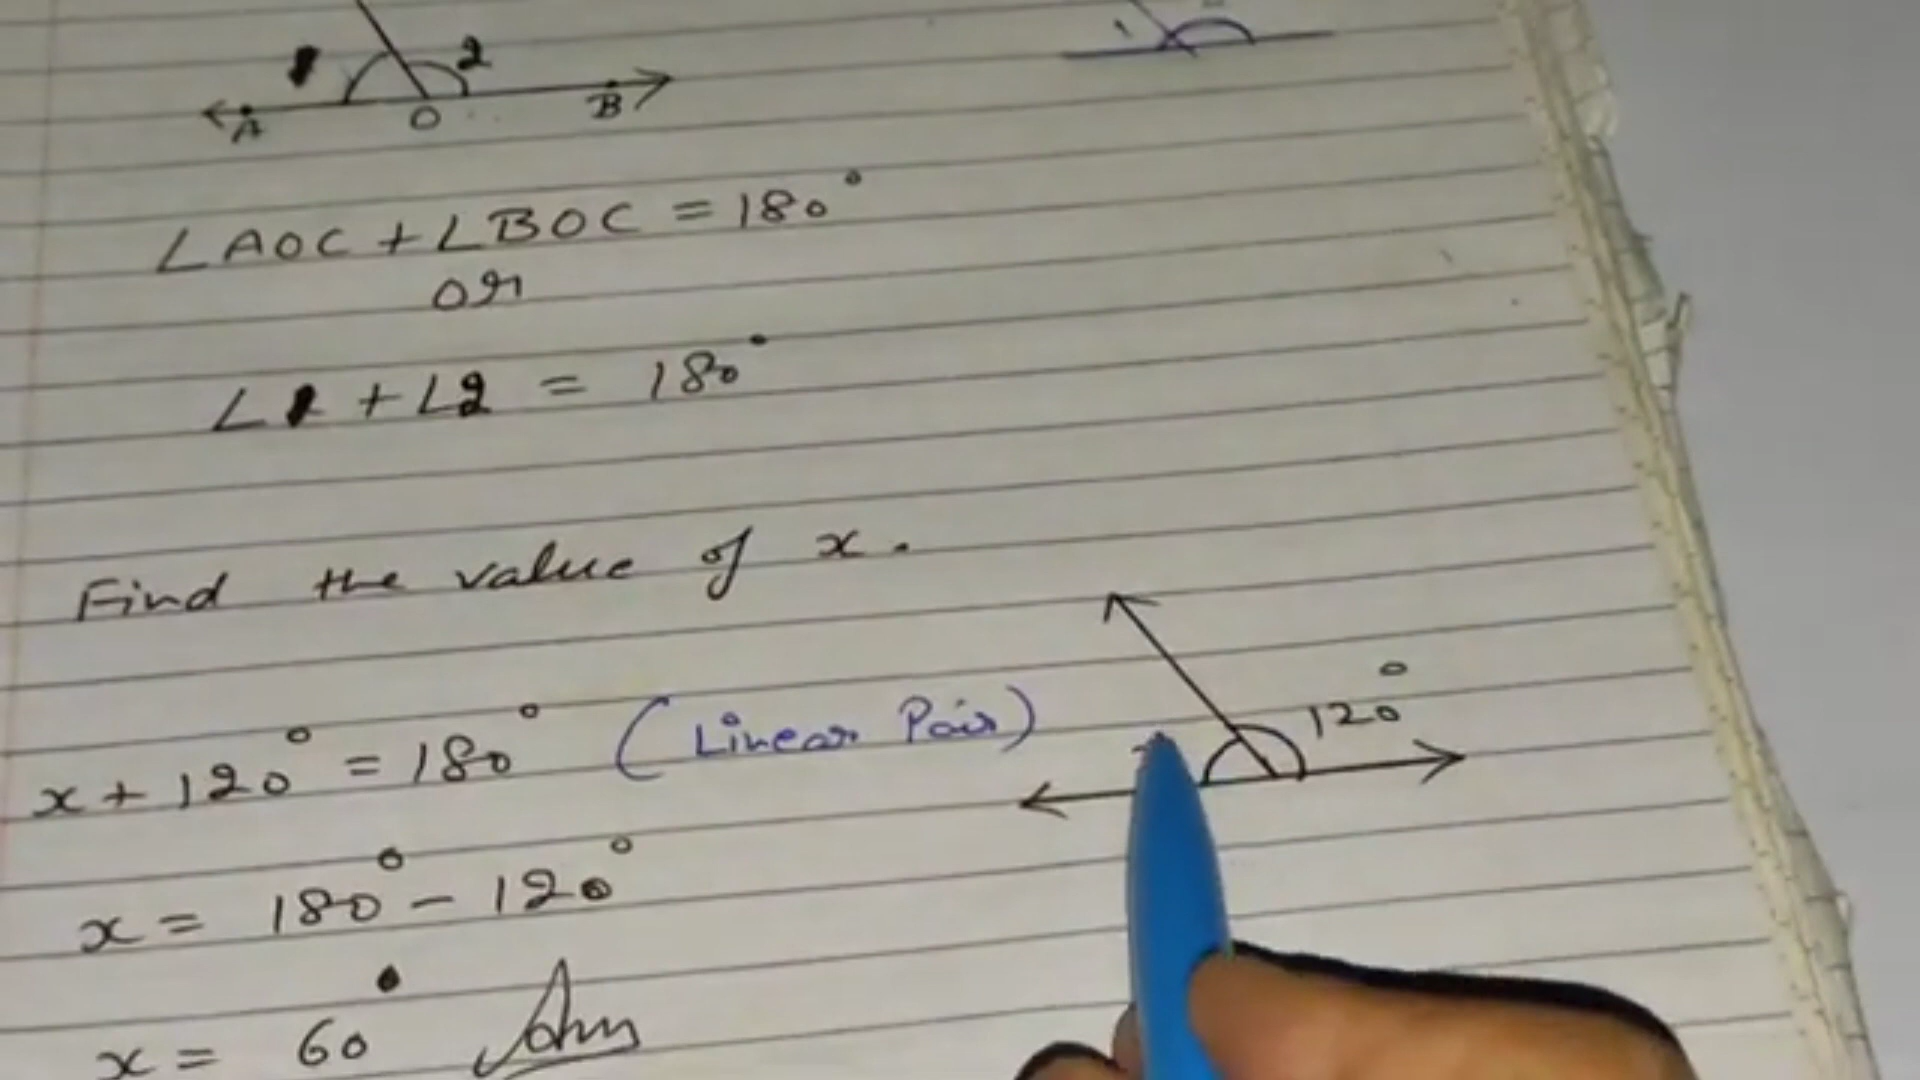 1 2
A O B
∠AOC + ∠BOC = 180°
or
∠1 + ∠2 = 180°
Find the value of x.
120°
x + 120° = 180° (Linear Pair)
x = 180° - 120°
x = 60° Ans